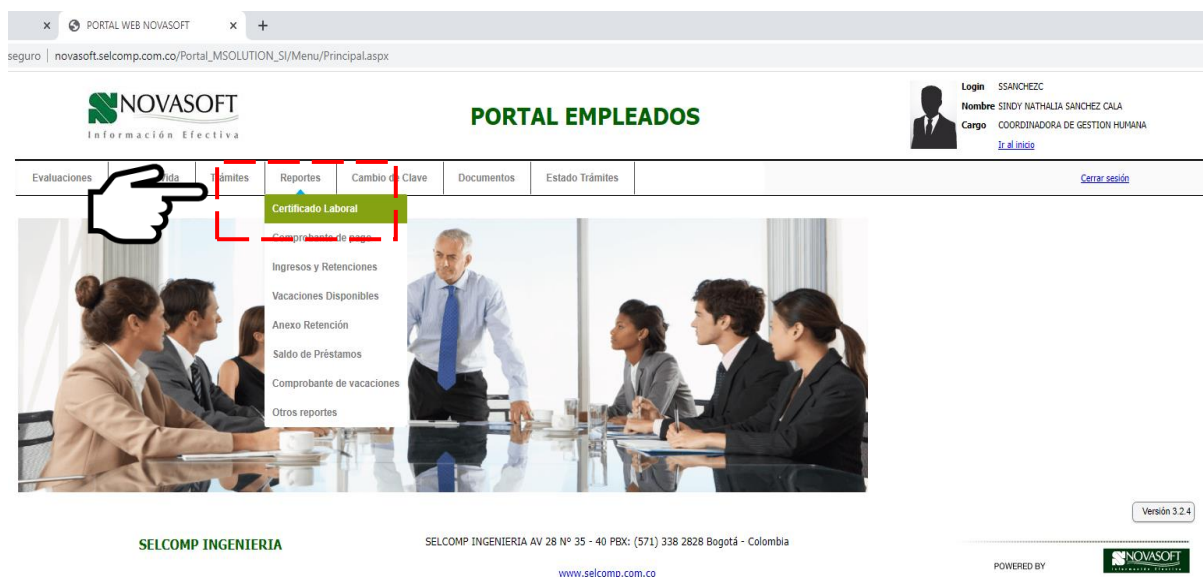 PORTAL WEB NOVASOFT
seguro | novasoft.selcomp.com.co/Portal_MSOLUTION_SI/Menu/Principal.aspx
NOVASOFT
Información Efectiva
PORTAL EMPLEADOS
Login SSANCHEZC
Nombre SINDY NATHALIA SANCHEZ CALA
Cargo COORDINADORA DE GESTION HUMANA
Ir al inicio
Evaluaciones Vida Trámites Reportes Cambio de Clave Documentos Estado Trámites
Cerrar sesión
Certificado Laboral
Comprobante de pago
Ingresos y Retenciones
Vacaciones Disponibles
Anexo Retención
Saldo de Préstamos
Comprobante de vacaciones
Otros reportes
Versión 3.2.4
SELCOMP INGENIERIA
SELCOMP INGENIERIA AV 28 Nº 35 - 40 PBX: (571) 338 2828 Bogotá - Colombia
www.selcomp.com.co
POWERED BY
NOVASOFT
Información Efectiva